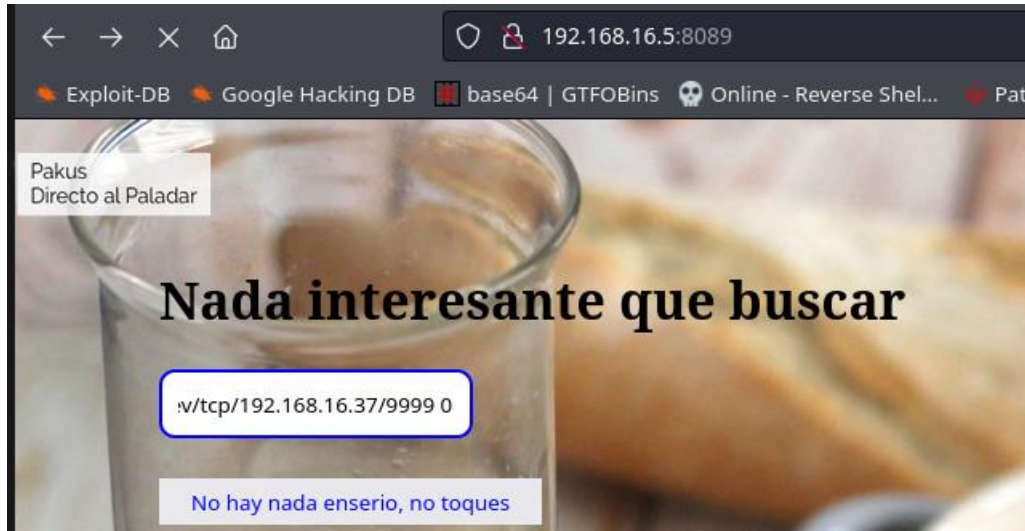 192.168.16.5:8089
Exploit-DB Google Hacking DB base64 | GTFOBins Online - Reverse Shel... Pat
Pakus
Directo al Paladar
Nada interesante que buscar
v/tcp/192.168.16.37/9999 0
No hay nada enserio, no toques